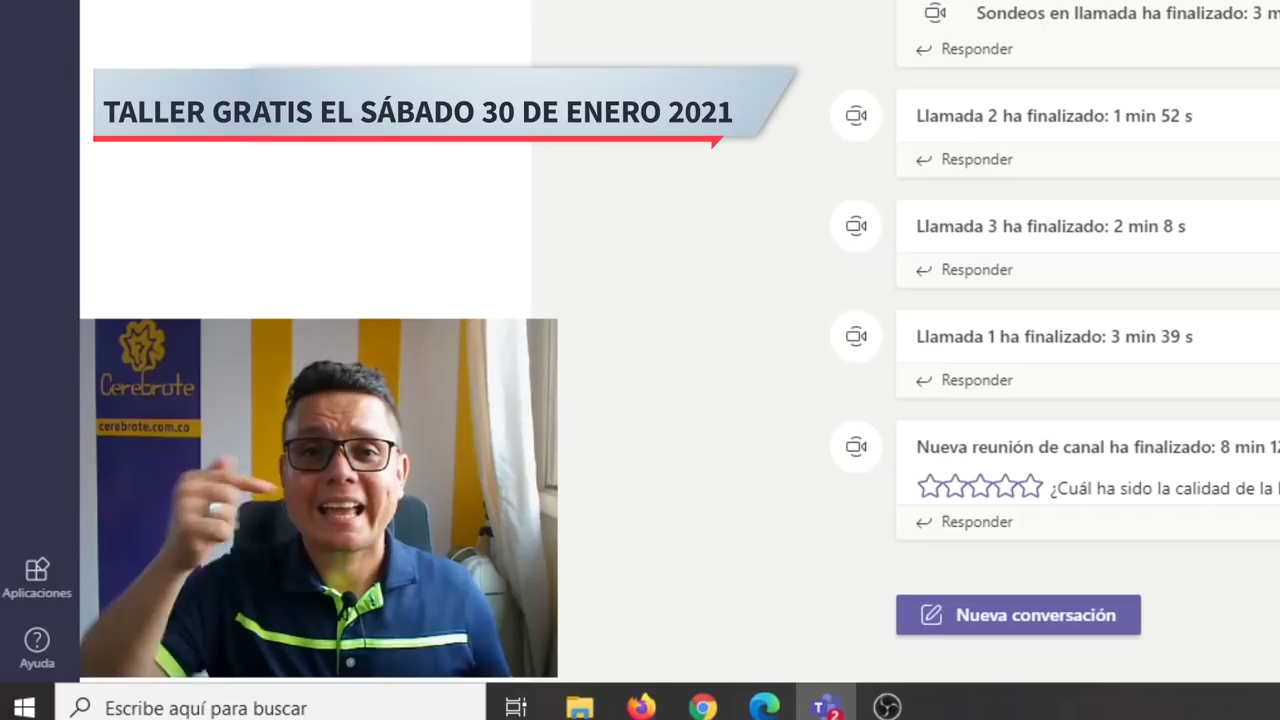 TALLER GRATIS EL SÁBADO 30 DE ENERO 2021
Sondeos en llamada ha finalizado: 3 m
Responder
Llamada 2 ha finalizado: 1 min 52 s
Responder
Llamada 3 ha finalizado: 2 min 8 s
Responder
Llamada 1 ha finalizado: 3 min 39 s
Responder
Nueva reunión de canal ha finalizado: 8 min 12
¿Cuál ha sido la calidad de la l
Responder
Nueva conversación
Cerebrote
cerebrote.com.co
Aplicaciones
Ayuda
Escribe aquí para buscar
T
2